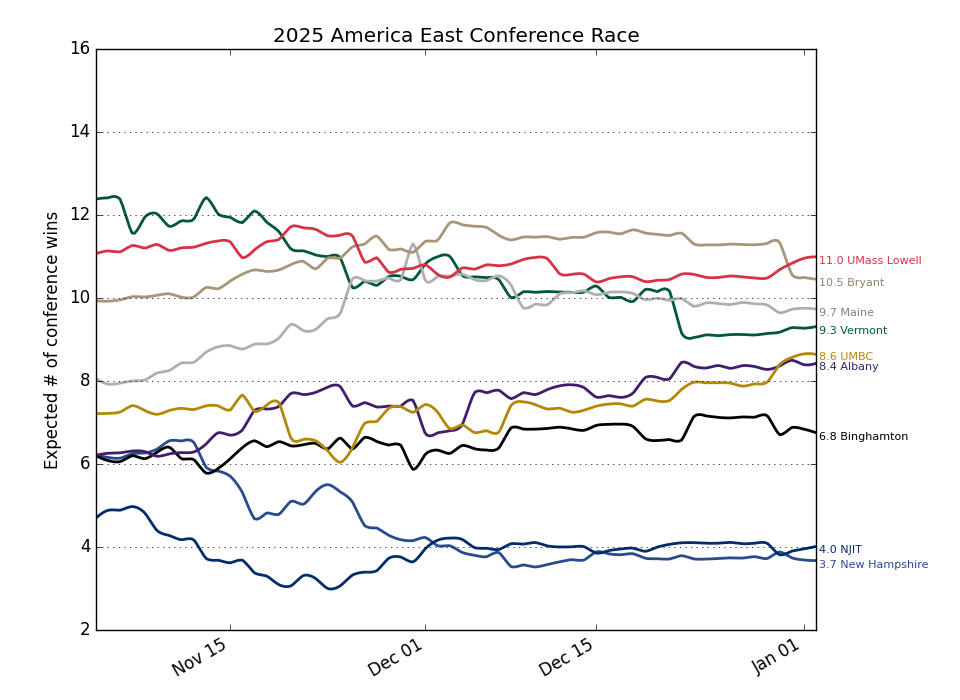 2025 America East Conference Race
Expected # of conference wins
16
14
12
10
8
6
4
2
Nov 15
Dec 01
Dec 15
Jan 01
11.0 UMass Lowell
10.5 Bryant
9.7 Maine
9.3 Vermont
8.6 UMBC
8.4 Albany
6.8 Binghamton
4.0 NJIT
3.7 New Hampshire